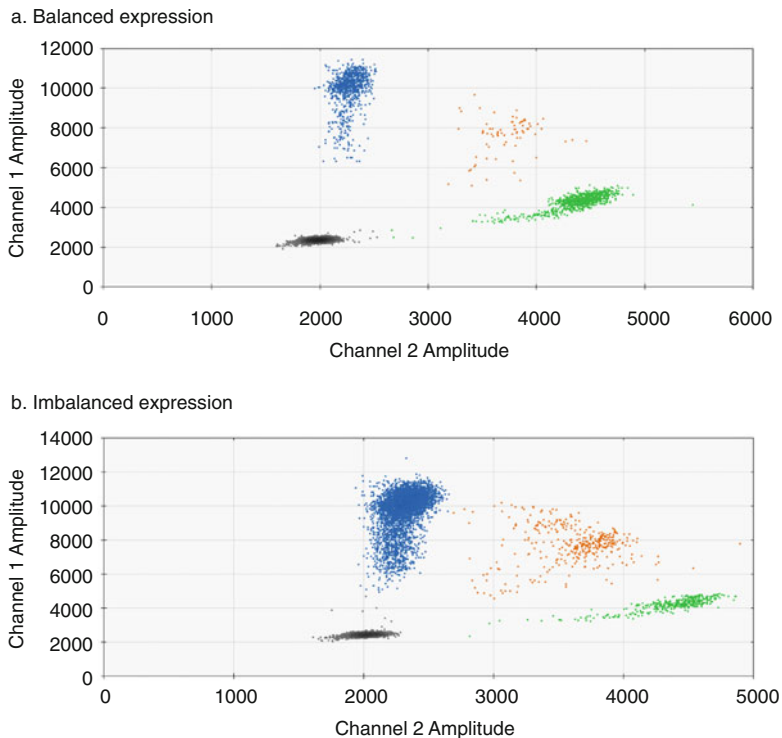 a. Balanced expression
12000
10000
8000
6000
4000
2000
0
Channel 1 Amplitude
0 1000 2000 3000 4000 5000 6000
Channel 2 Amplitude
b. Imbalanced expression
14000
12000
10000
8000
6000
4000
2000
0
Channel 1 Amplitude
0 1000 2000 3000 4000 5000
Channel 2 Amplitude